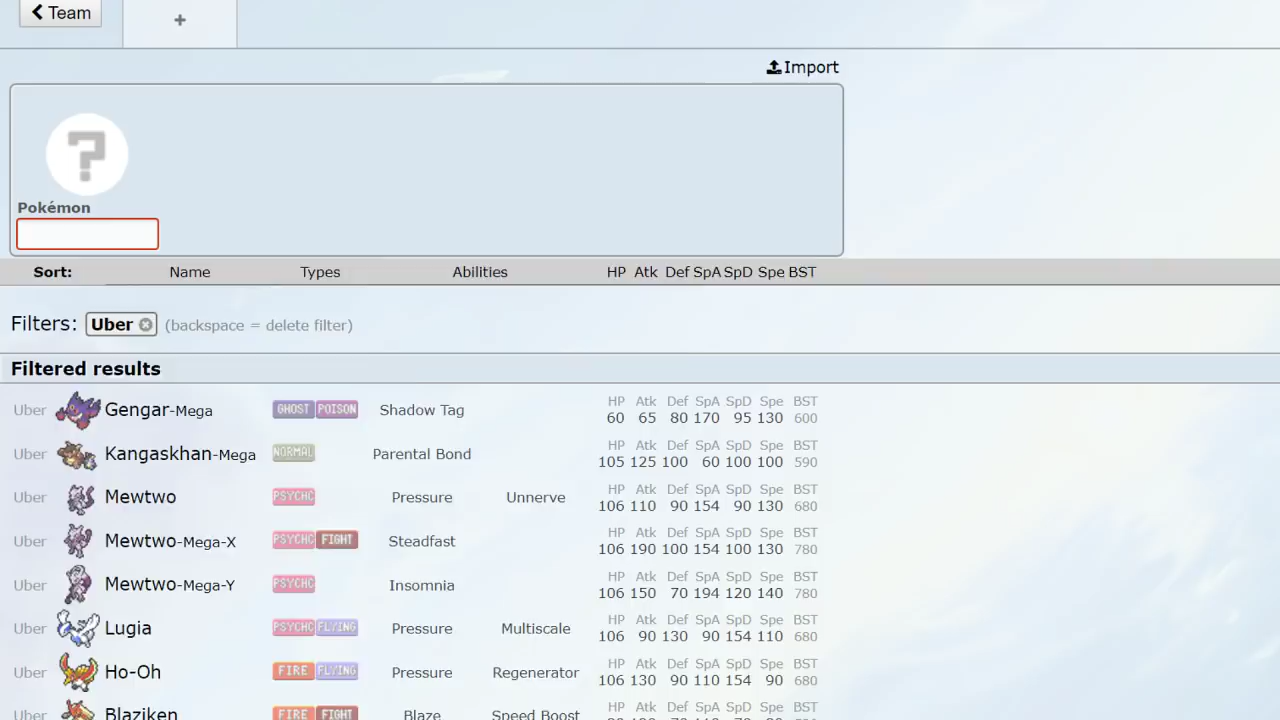 Team
+
Import
?
Pokémon
Sort: Name Types Abilities HP Atk Def SpA SpD Spe BST
Filters: Uber (backspace = delete filter)
Filtered results
HP Atk Def SpA SpD Spe BST
Uber Gengar-Mega GHOST POISON Shadow Tag 60 65 80 170 95 130 600
HP Atk Def SpA SpD Spe BST
Uber Kangaskhan-Mega NORMAL Parental Bond 105 125 100 60 100 100 590
HP Atk Def SpA SpD Spe BST
Uber Mewtwo PSYCHC Pressure Unnerve 106 110 90 154 90 130 680
HP Atk Def SpA SpD Spe BST
Uber Mewtwo-Mega-X PSYCHC FIGHT Steadfast 106 190 100 154 100 130 780
HP Atk Def SpA SpD Spe BST
Uber Mewtwo-Mega-Y PSYCHC Insomnia 106 150 70 194 120 140 780
HP Atk Def SpA SpD Spe BST
Uber Lugia PSYCHC FLYING Pressure Multiscale 106 90 130 90 154 110 680
HP Atk Def SpA SpD Spe BST
Uber Ho-Oh FIRE FLYING Pressure Regenerator 106 130 90 110 154 90 680
HP Atk Def SpA SpD Spe BST
Uber Blaziken FIRE FIGHT Blaze Speed Boost